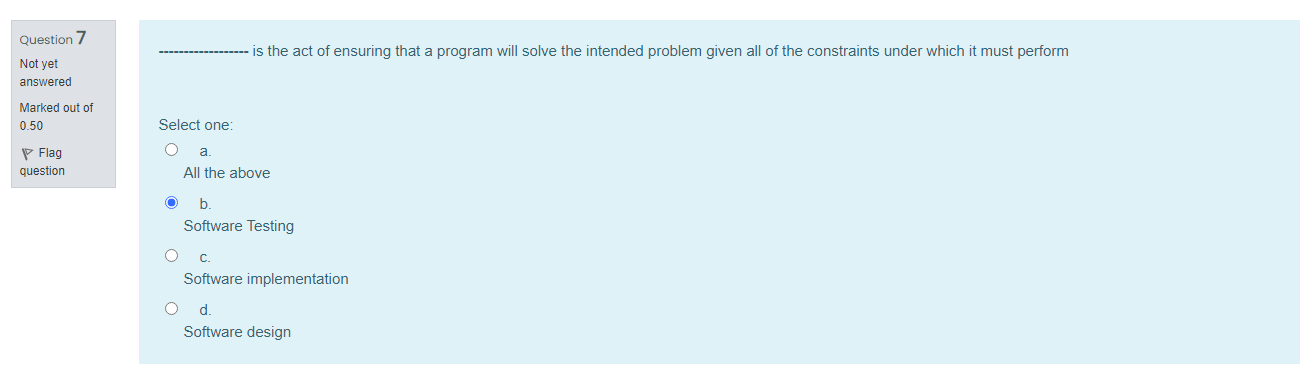 Question 7
Not yet
answered
Marked out of
0.50
Flag
question
------------------ is the act of ensuring that a program will solve the intended problem given all of the constraints under which it must perform
Select one:
a.
All the above
b.
Software Testing
c.
Software implementation
d.
Software design